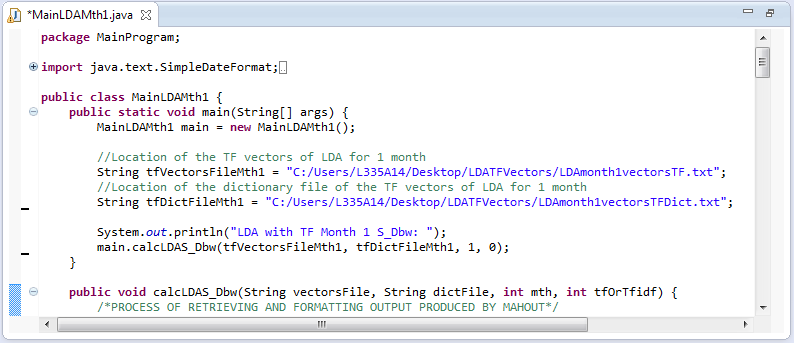 *MainLDAMth1.java
package MainProgram;
import java.text.SimpleDateFormat;
public class MainLDAMth1 {
public static void main(String[] args) {
MainLDAMth1 main = new MainLDAMth1();
//Location of the TF vectors of LDA for 1 month
String tfVectorsFileMth1 = "C:/Users/L335A14/Desktop/LDATFVectors/LDAmonth1vectorsTF.txt";
//Location of the dictionary file of the TF vectors of LDA for 1 month
String tfDictFileMth1 = "C:/Users/L335A14/Desktop/LDATFVectors/LDAmonth1vectorsTFDict.txt";
System.out.println("LDA with TF Month 1 S_Dbw: ");
main.calcLDAS_Dbw(tfVectorsFileMth1, tfDictFileMth1, 1, 0);
}
public void calcLDAS_Dbw(String vectorsFile, String dictFile, int mth, int tfOrTfidf) {
/*PROCESS OF RETRIEVING AND FORMATTING OUTPUT PRODUCED BY MAHOUT*/